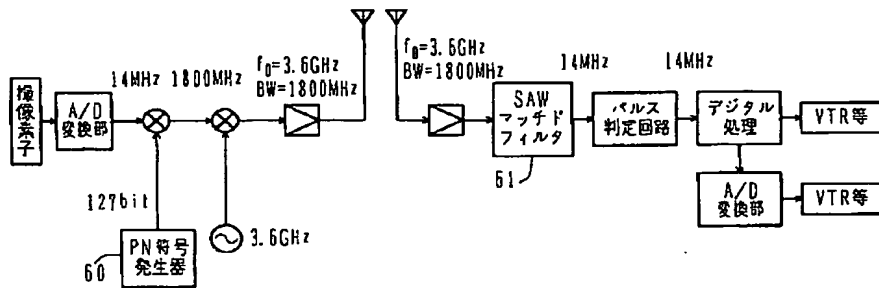 撮像素子
A/D
変換部
14MHz
1800MHz
127bit
PN符号
発生器
60
3.6GHz
f0=3.6GHz
BW=1800MHz
f0=3.6GHz
BW=1800MHz
SAW
マッチド
フィルタ
61
14MHz
パルス
判定回路
14MHz
デジタル
処理
VTR等
A/D
変換部
VTR等